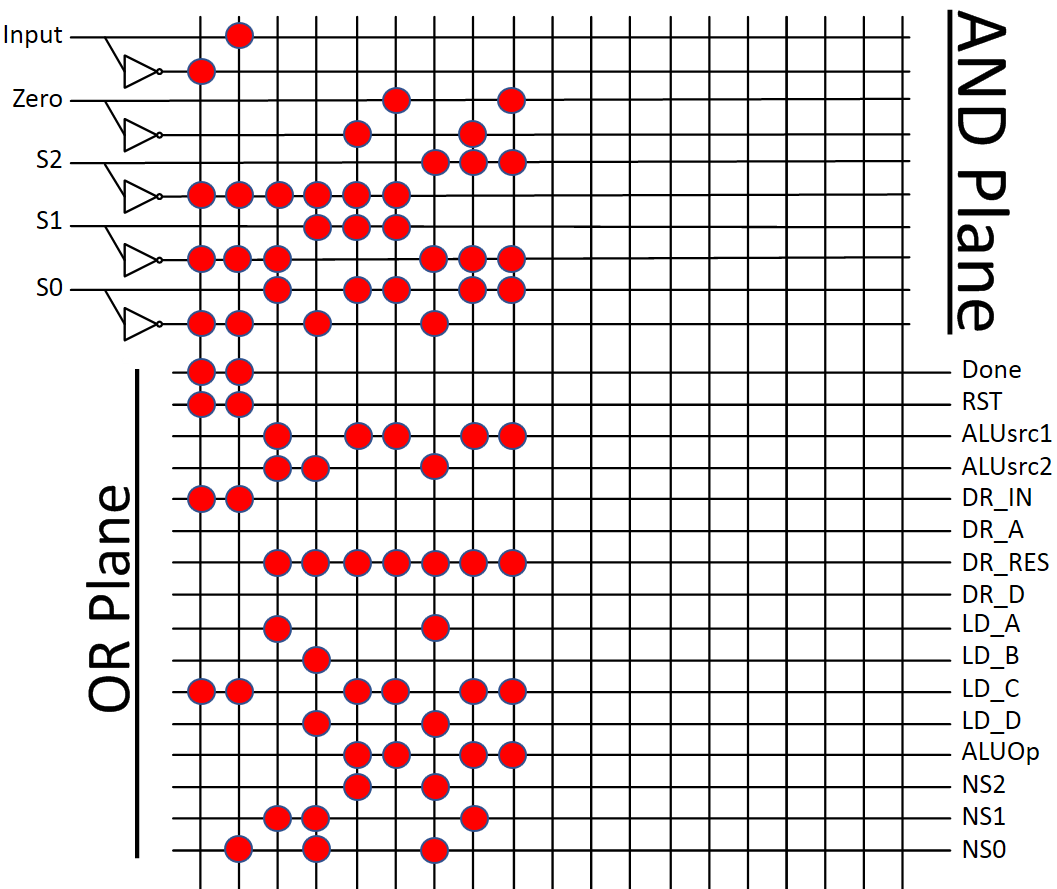 Input
Zero
S2
S1
S0
AND Plane
Done
RST
ALUsrc1
ALUsrc2
DR_IN
DR_A
DR_RES
DR_D
LD_A
LD_B
LD_C
LD_D
ALUOp
NS2
NS1
NS0
OR Plane